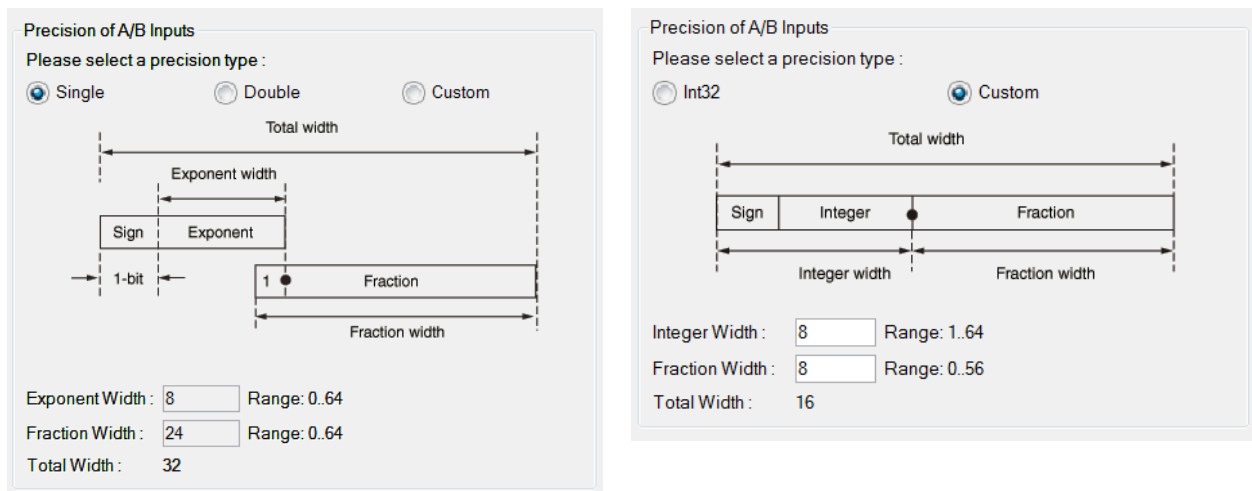 Precision of A/B Inputs
Please select a precision type :
Single Double Custom
Total width
Exponent width
Sign Exponent
1-bit
1 Fraction
Fraction width
Exponent Width : 8 Range: 0..64
Fraction Width : 24 Range: 0..64
Total Width : 32
Precision of A/B Inputs
Please select a precision type :
Int32 Custom
Total width
Sign Integer Fraction
Integer width Fraction width
Integer Width : 8 Range: 1..64
Fraction Width : 8 Range: 0..56
Total Width : 16